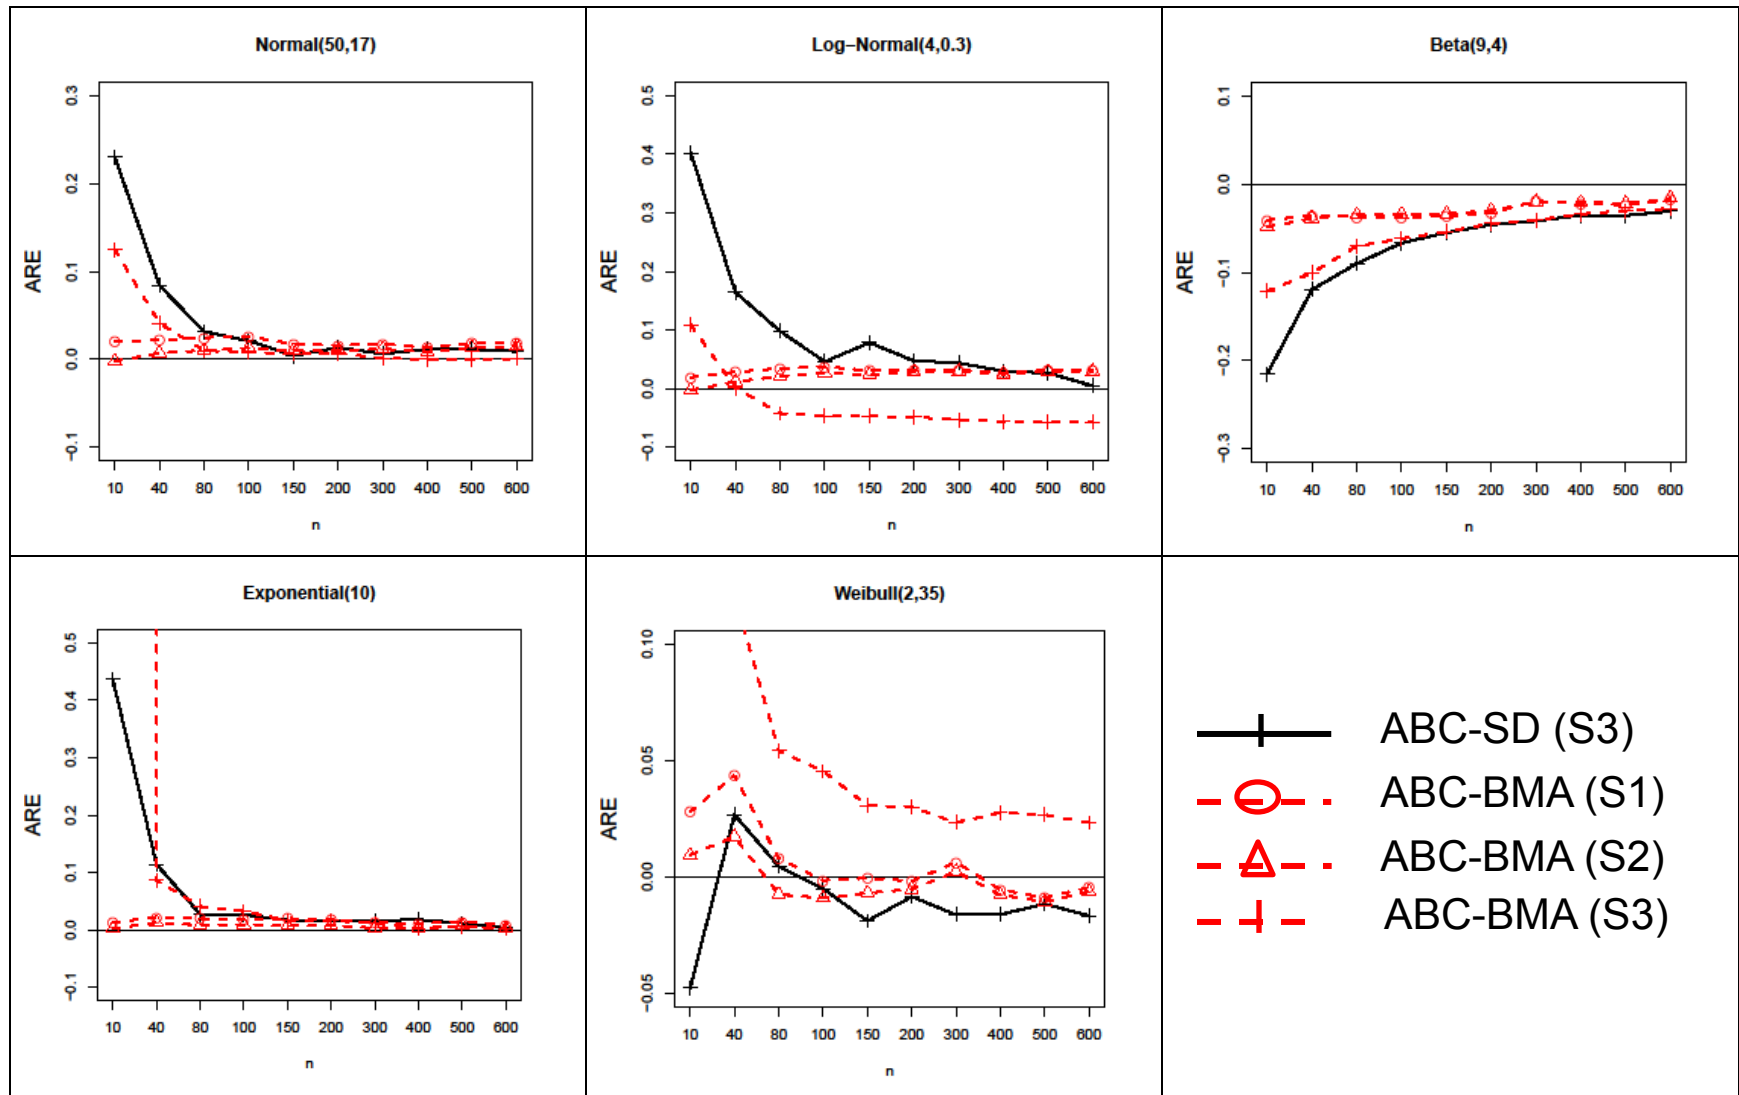 Normal(50,17)
ARE
0.3
0.2
0.1
0.0
−0.1
10 40 80 100 150 200 300 400 500 600
n
Log−Normal(4,0.3)
ARE
0.5
0.4
0.3
0.2
0.1
0.0
−0.1
10 40 80 100 150 200 300 400 500 600
n
Beta(9,4)
ARE
0.1
0.0
−0.1
−0.2
−0.3
10 40 80 100 150 200 300 400 500 600
n
Exponential(10)
ARE
0.5
0.4
0.3
0.2
0.1
0.0
−0.1
10 40 80 100 150 200 300 400 500 600
n
Weibull(2,35)
ARE
0.10
0.05
0.00
−0.05
10 40 80 100 150 200 300 400 500 600
n
ABC-SD (S3)
ABC-BMA (S1)
ABC-BMA (S2)
ABC-BMA (S3)